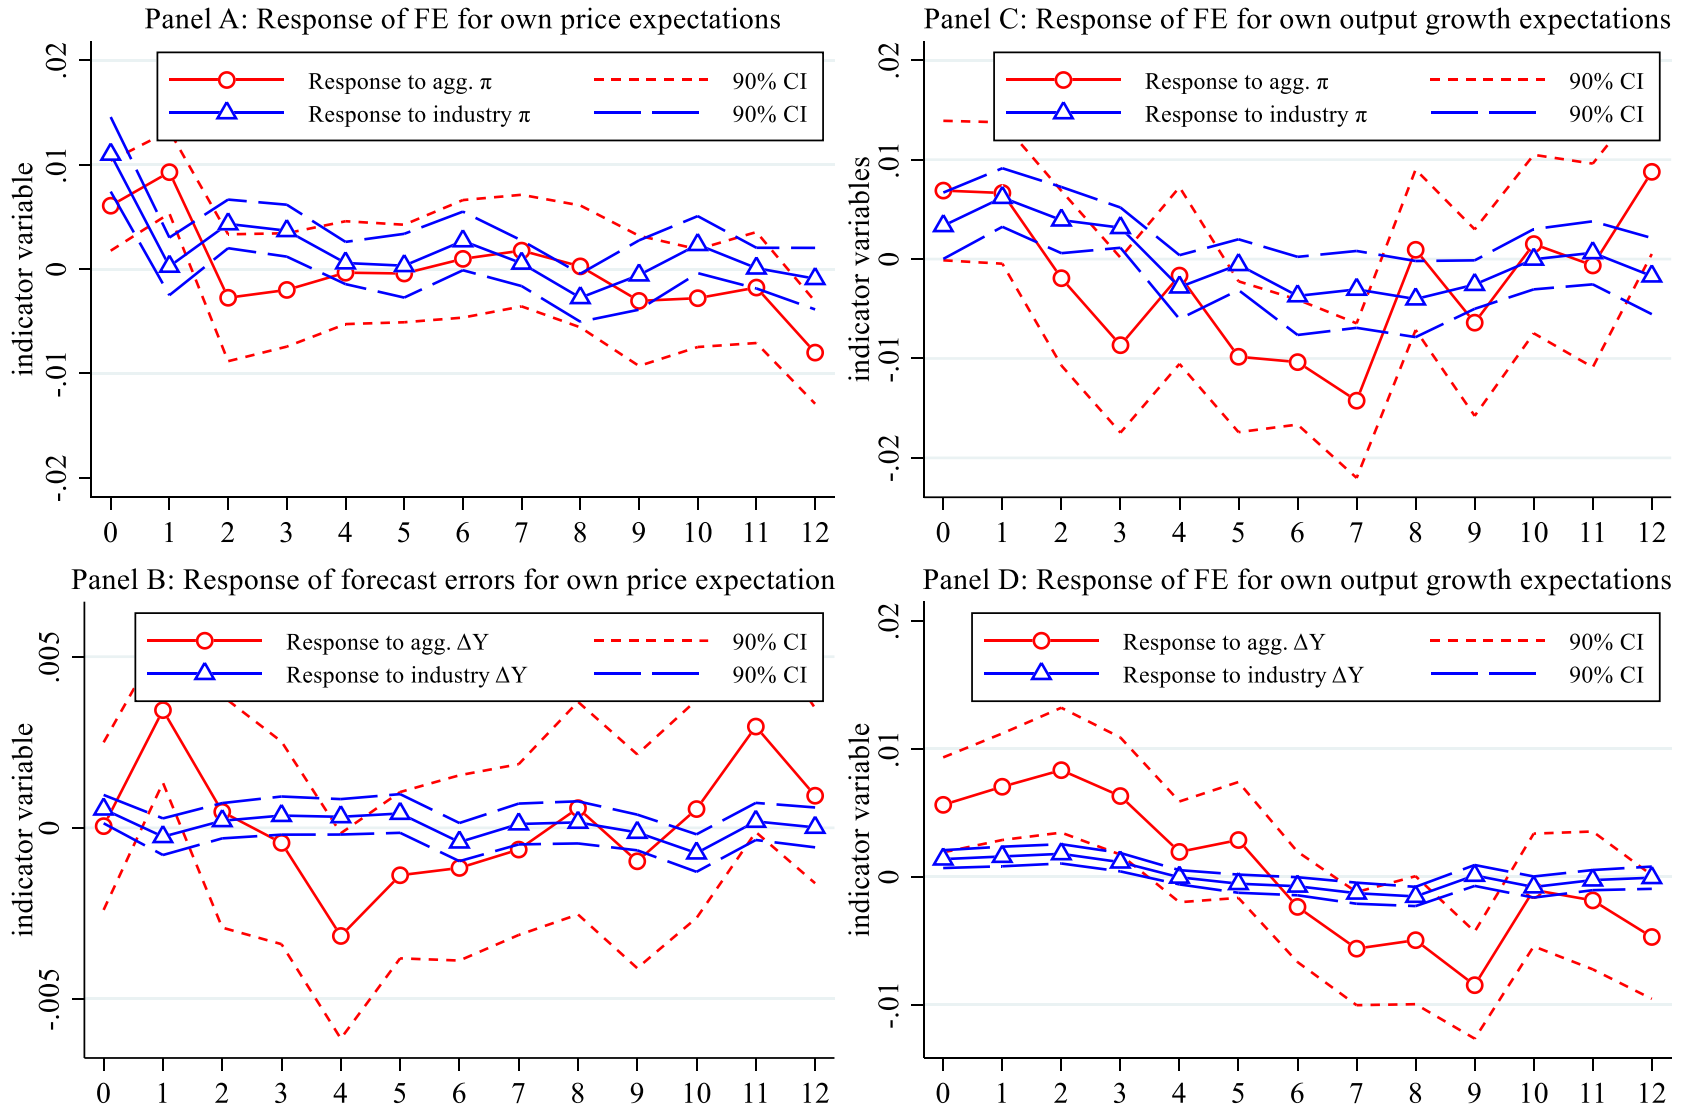 Panel A: Response of FE for own price expectations
Response to agg. π
90% CI
Response to industry π
90% CI
indicator variable
.02
.01
0
-.01
-.02
0 1 2 3 4 5 6 7 8 9 10 11 12
Panel C: Response of FE for own output growth expectations
Response to agg. π
90% CI
Response to industry π
90% CI
indicator variables
.02
.01
0
-.01
-.02
0 1 2 3 4 5 6 7 8 9 10 11 12
Panel B: Response of forecast errors for own price expectation
Response to agg. ΔY
90% CI
Response to industry ΔY
90% CI
indicator variable
.005
0
-.005
0 1 2 3 4 5 6 7 8 9 10 11 12
Panel D: Response of FE for own output growth expectations
Response to agg. ΔY
90% CI
Response to industry ΔY
90% CI
indicator variable
.02
.01
0
-.01
0 1 2 3 4 5 6 7 8 9 10 11 12